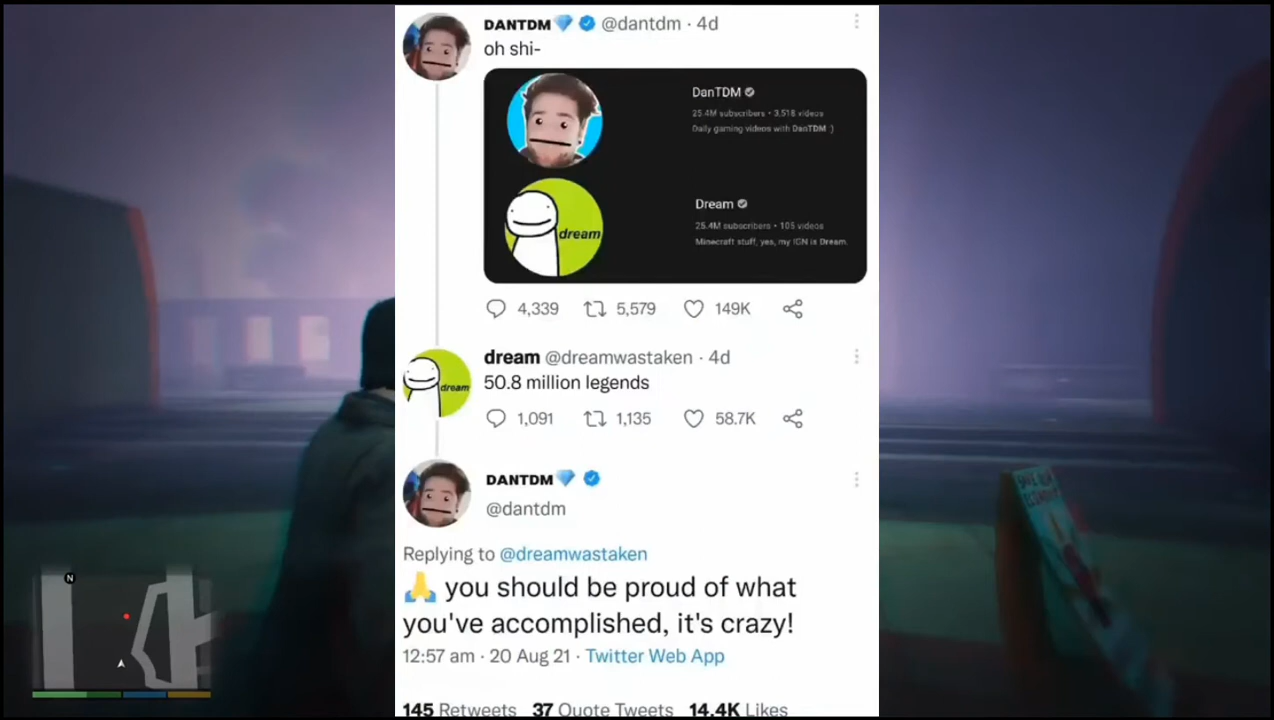 DANTDM💎 @dantdm · 4d
oh shi-
DanTDM
25.4M subscribers • 3,518 videos
Daily gaming videos with DanTDM :)
dream
Dream
25.4M subscribers • 105 videos
Minecraft stuff, yes, my IGN is Dream.
4,339 5,579 149K
dream @dreamwastaken · 4d
dream
50.8 million legends
1,091 1,135 58.7K
DANTDM💎
@dantdm
Replying to @dreamwastaken
🙏 you should be proud of what
you've accomplished, it's crazy!
12:57 am · 20 Aug 21 · Twitter Web App
145 Retweets 37 Quote Tweets 14.4K Likes
N